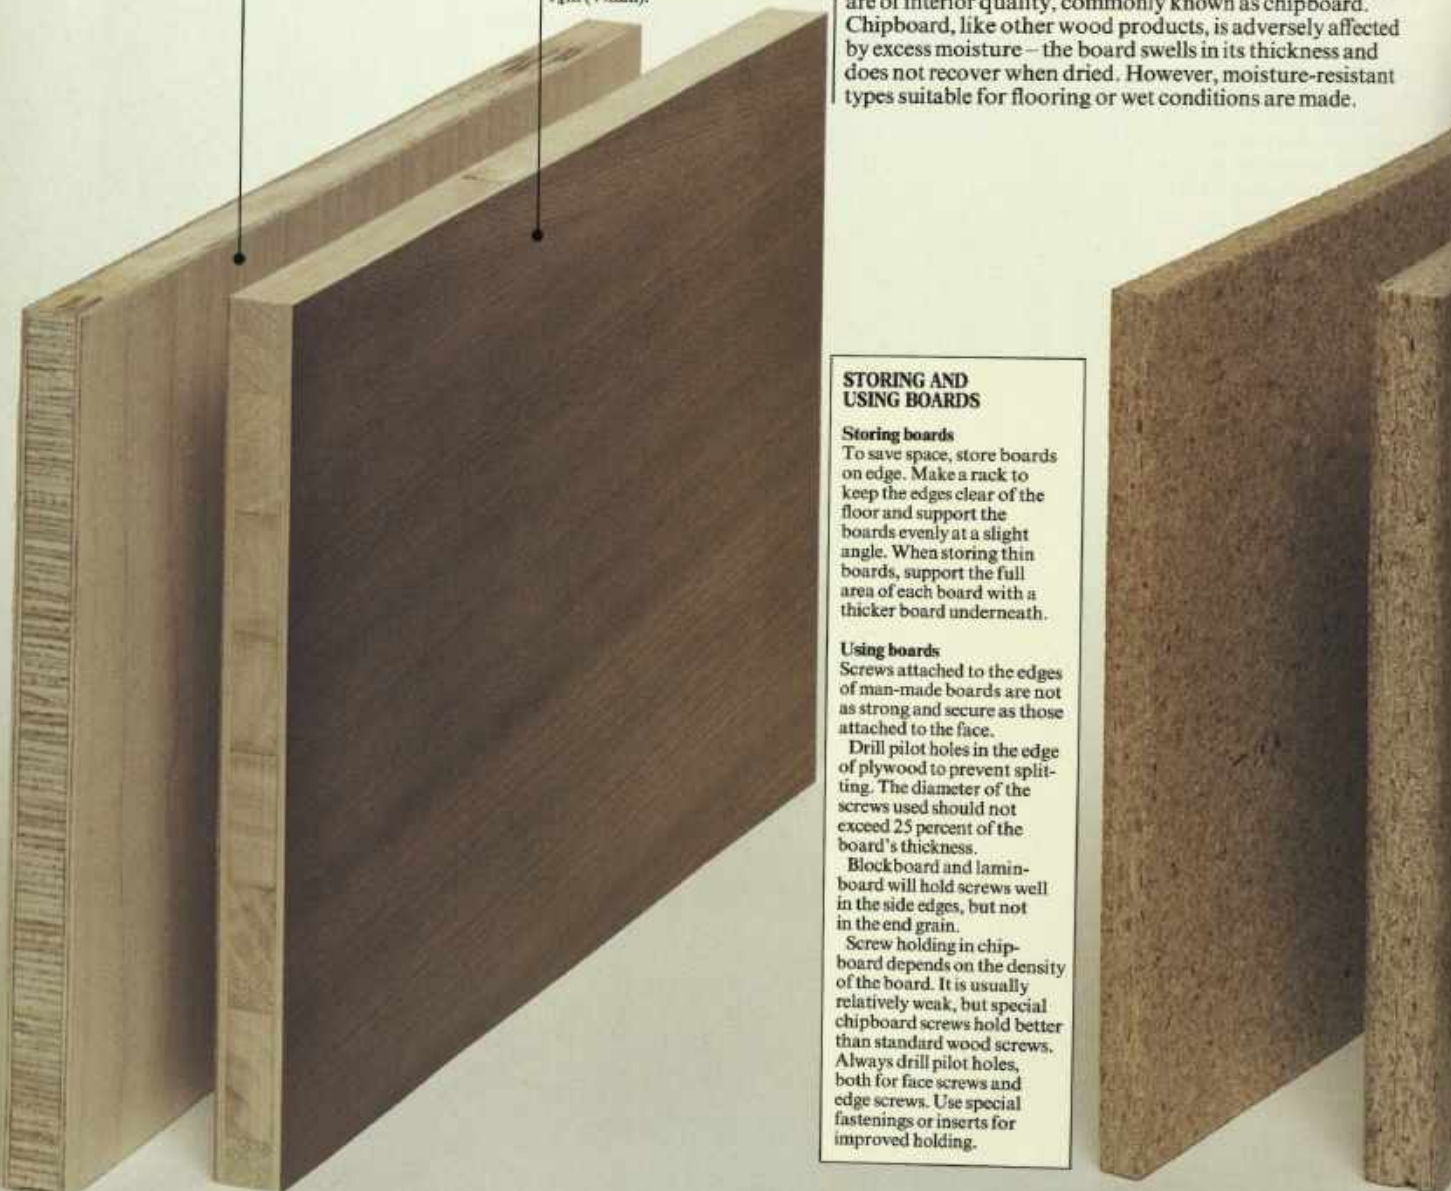 are of interior quality, commonly known as chipboard.
Chipboard, like other wood products, is adversely affected
by excess moisture – the board swells in its thickness and
does not recover when dried. However, moisture-resistant
types suitable for flooring or wet conditions are made.
STORING AND
USING BOARDS
Storing boards
To save space, store boards
on edge. Make a rack to
keep the edges clear of the
floor and support the
boards evenly at a slight
angle. When storing thin
boards, support the full
area of each board with a
thicker board underneath.
Using boards
Screws attached to the edges
of man-made boards are not
as strong and secure as those
attached to the face.
Drill pilot holes in the edge
of plywood to prevent split-
ting. The diameter of the
screws used should not
exceed 25 percent of the
board's thickness.
Blockboard and lamin-
board will hold screws well
in the side edges, but not
in the end grain.
Screw holding in chip-
board depends on the density
of the board. It is usually
relatively weak, but special
chipboard screws hold better
than standard wood screws.
Always drill pilot holes,
both for face screws and
edge screws. Use special
fastenings or inserts for
improved holding.